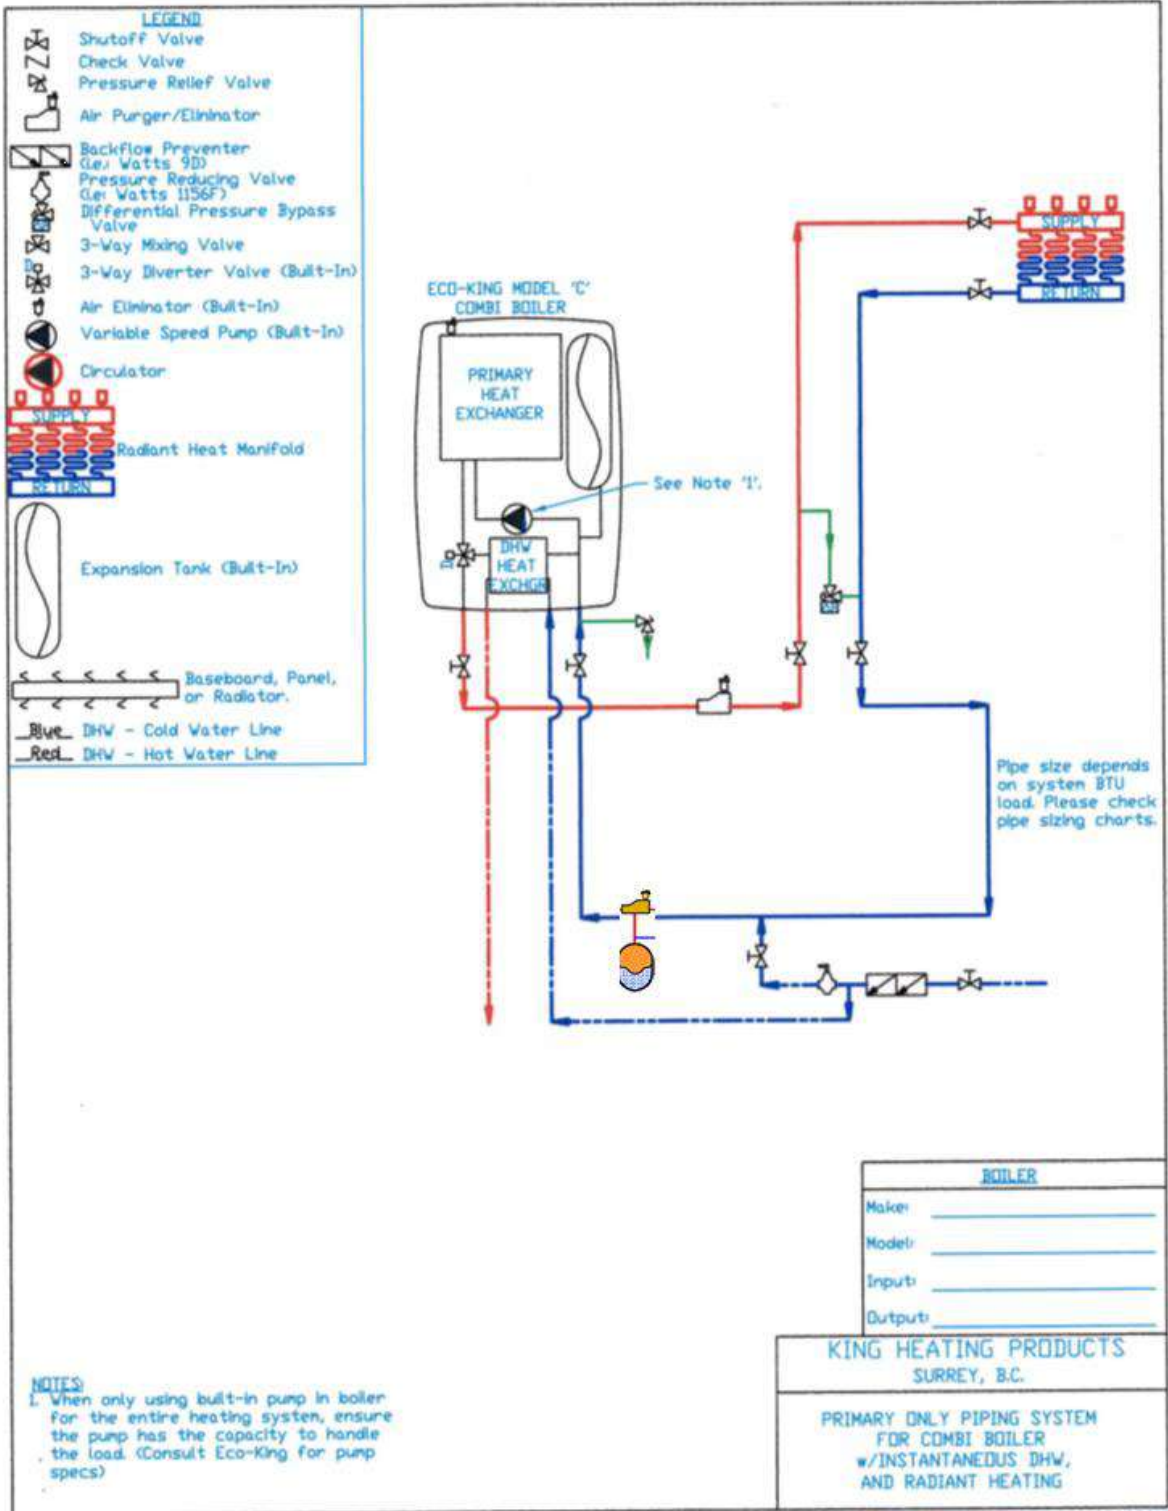 LEGEND
Shutoff Valve
Check Valve
Pressure Relief Valve
Air Purger/Eliminator
Backflow Preventer
(i.e: Watts 9D)
Pressure Reducing Valve
(i.e: Watts 1156F)
Differential Pressure Bypass
Valve
3-Way Mixing Valve
D
3-Way Diverter Valve (Built-In)
Air Eliminator (Built-In)
Variable Speed Pump (Built-In)
Circulator
SUPPLY
Radiant Heat Manifold
RETURN
Expansion Tank (Built-In)
Baseboard, Panel,
or Radiator.
Blue DHW - Cold Water Line
Red DHW - Hot Water Line
ECO-KING MODEL 'C'
COMBI BOILER
PRIMARY
HEAT
EXCHANGER
See Note '1'.
DHW
HEAT
EXCHGR
D
SUPPLY
RETURN
Pipe size depends
on system BTU
load. Please check
pipe sizing charts.
BOILER
Make:
Model:
Input:
Output:
KING HEATING PRODUCTS
SURREY, B.C.
PRIMARY ONLY PIPING SYSTEM
FOR COMBI BOILER
w/INSTANTANEOUS DHW,
AND RADIANT HEATING
NOTES:
1. When only using built-in pump in boiler
for the entire heating system, ensure
the pump has the capacity to handle
the load. (Consult Eco-King for pump
specs)